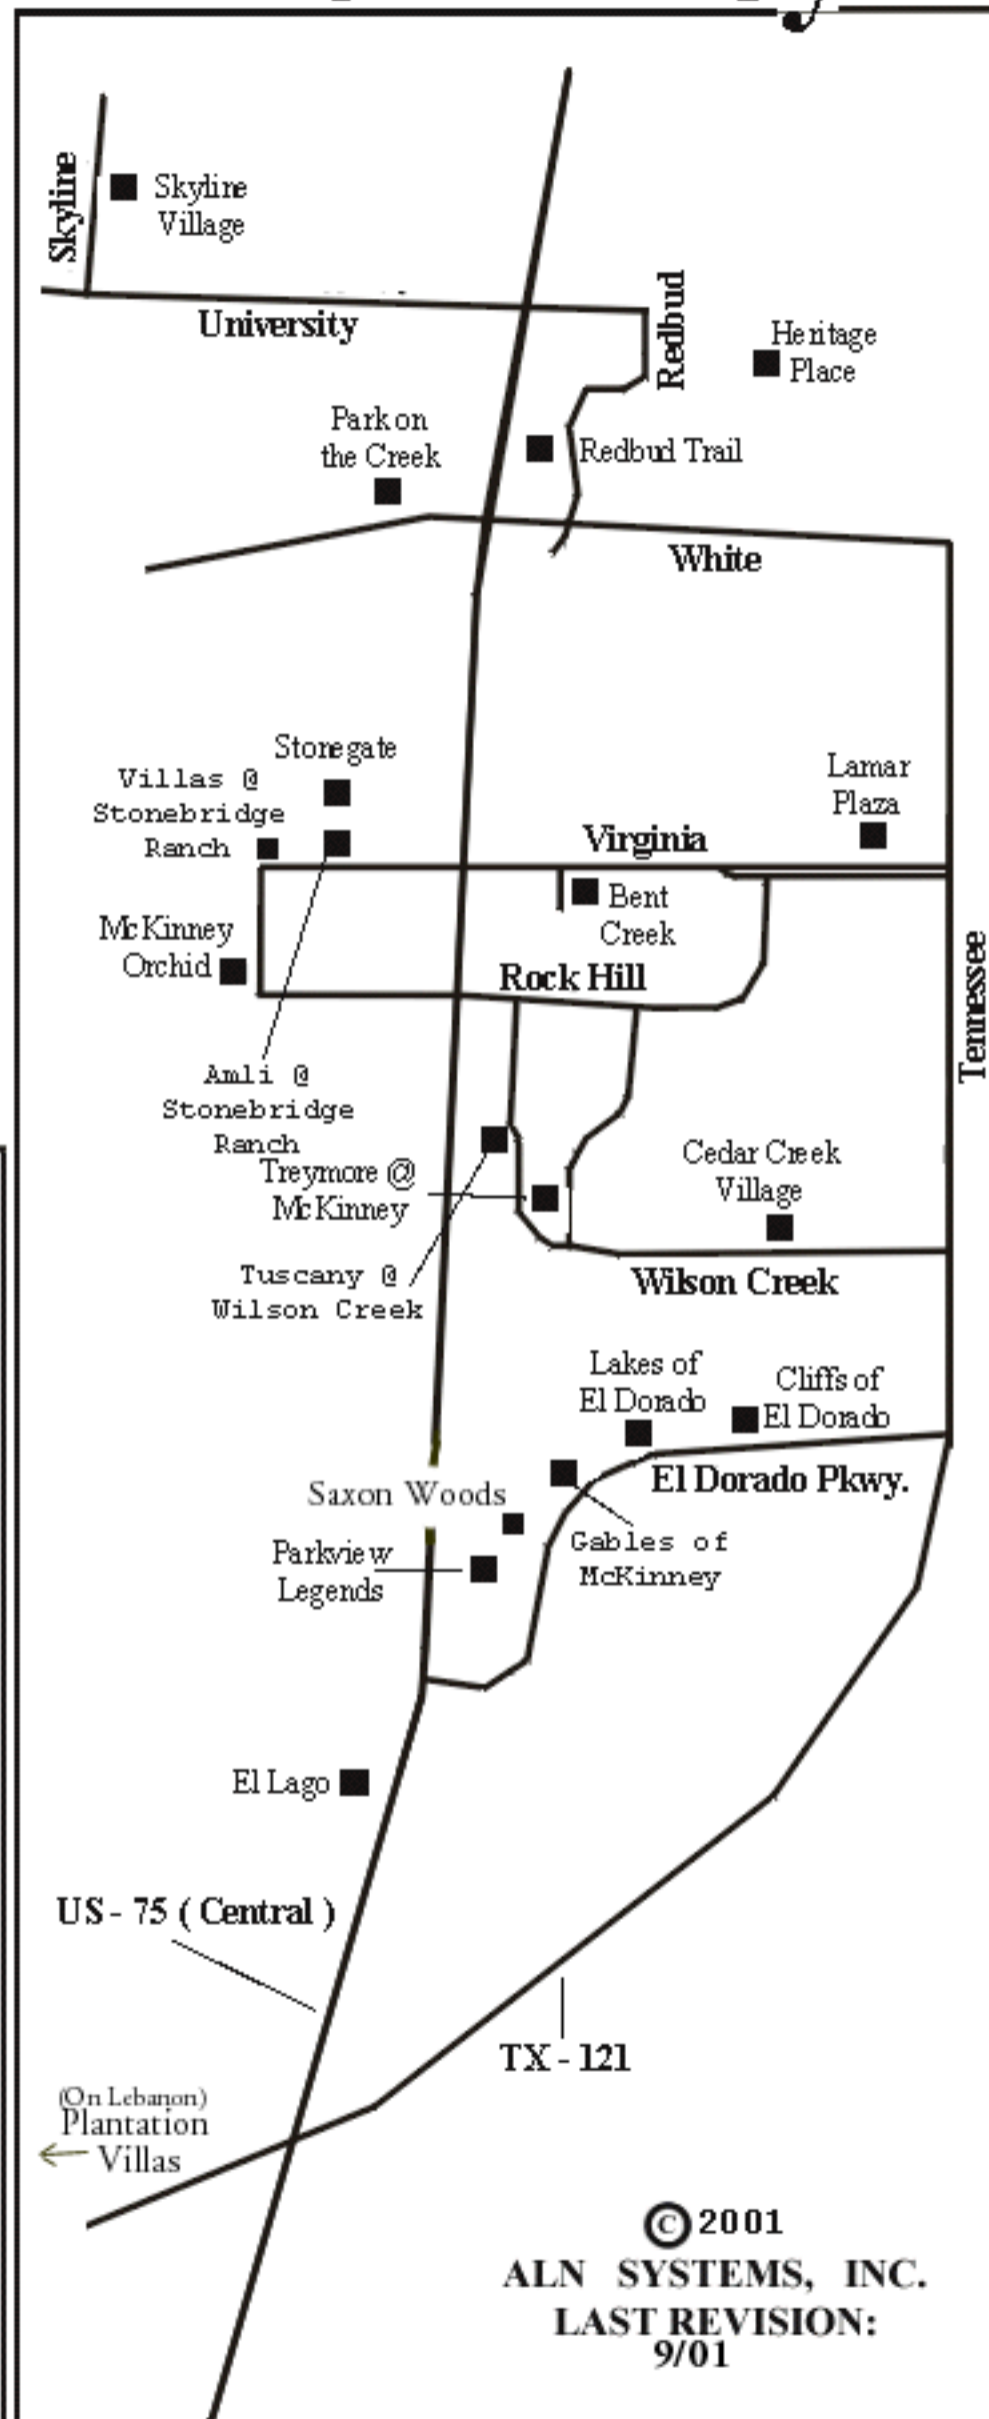 Skyline
Skyline
Village
University
Redbud
Heritage
Place
Park on
the Creek
Redbud Trail
White
Stonegate
Villas @
Stonebridge
Ranch
Lamar
Plaza
Virginia
Bent
Creek
McKinney
Orchid
Rock Hill
Tennessee
Amli @
Stonebridge
Ranch
Treymore @
McKinney
Cedar Creek
Village
Tuscany @
Wilson Creek
Wilson Creek
Lakes of
El Dorado
Cliffs of
El Dorado
El Dorado Pkwy.
Saxon Woods
Gables of
McKinney
Parkview
Legends
El Lago
US - 75 ( Central )
TX - 121
(On Lebanon)
Plantation
Villas
© 2001
ALN SYSTEMS, INC.
LAST REVISION:
9/01